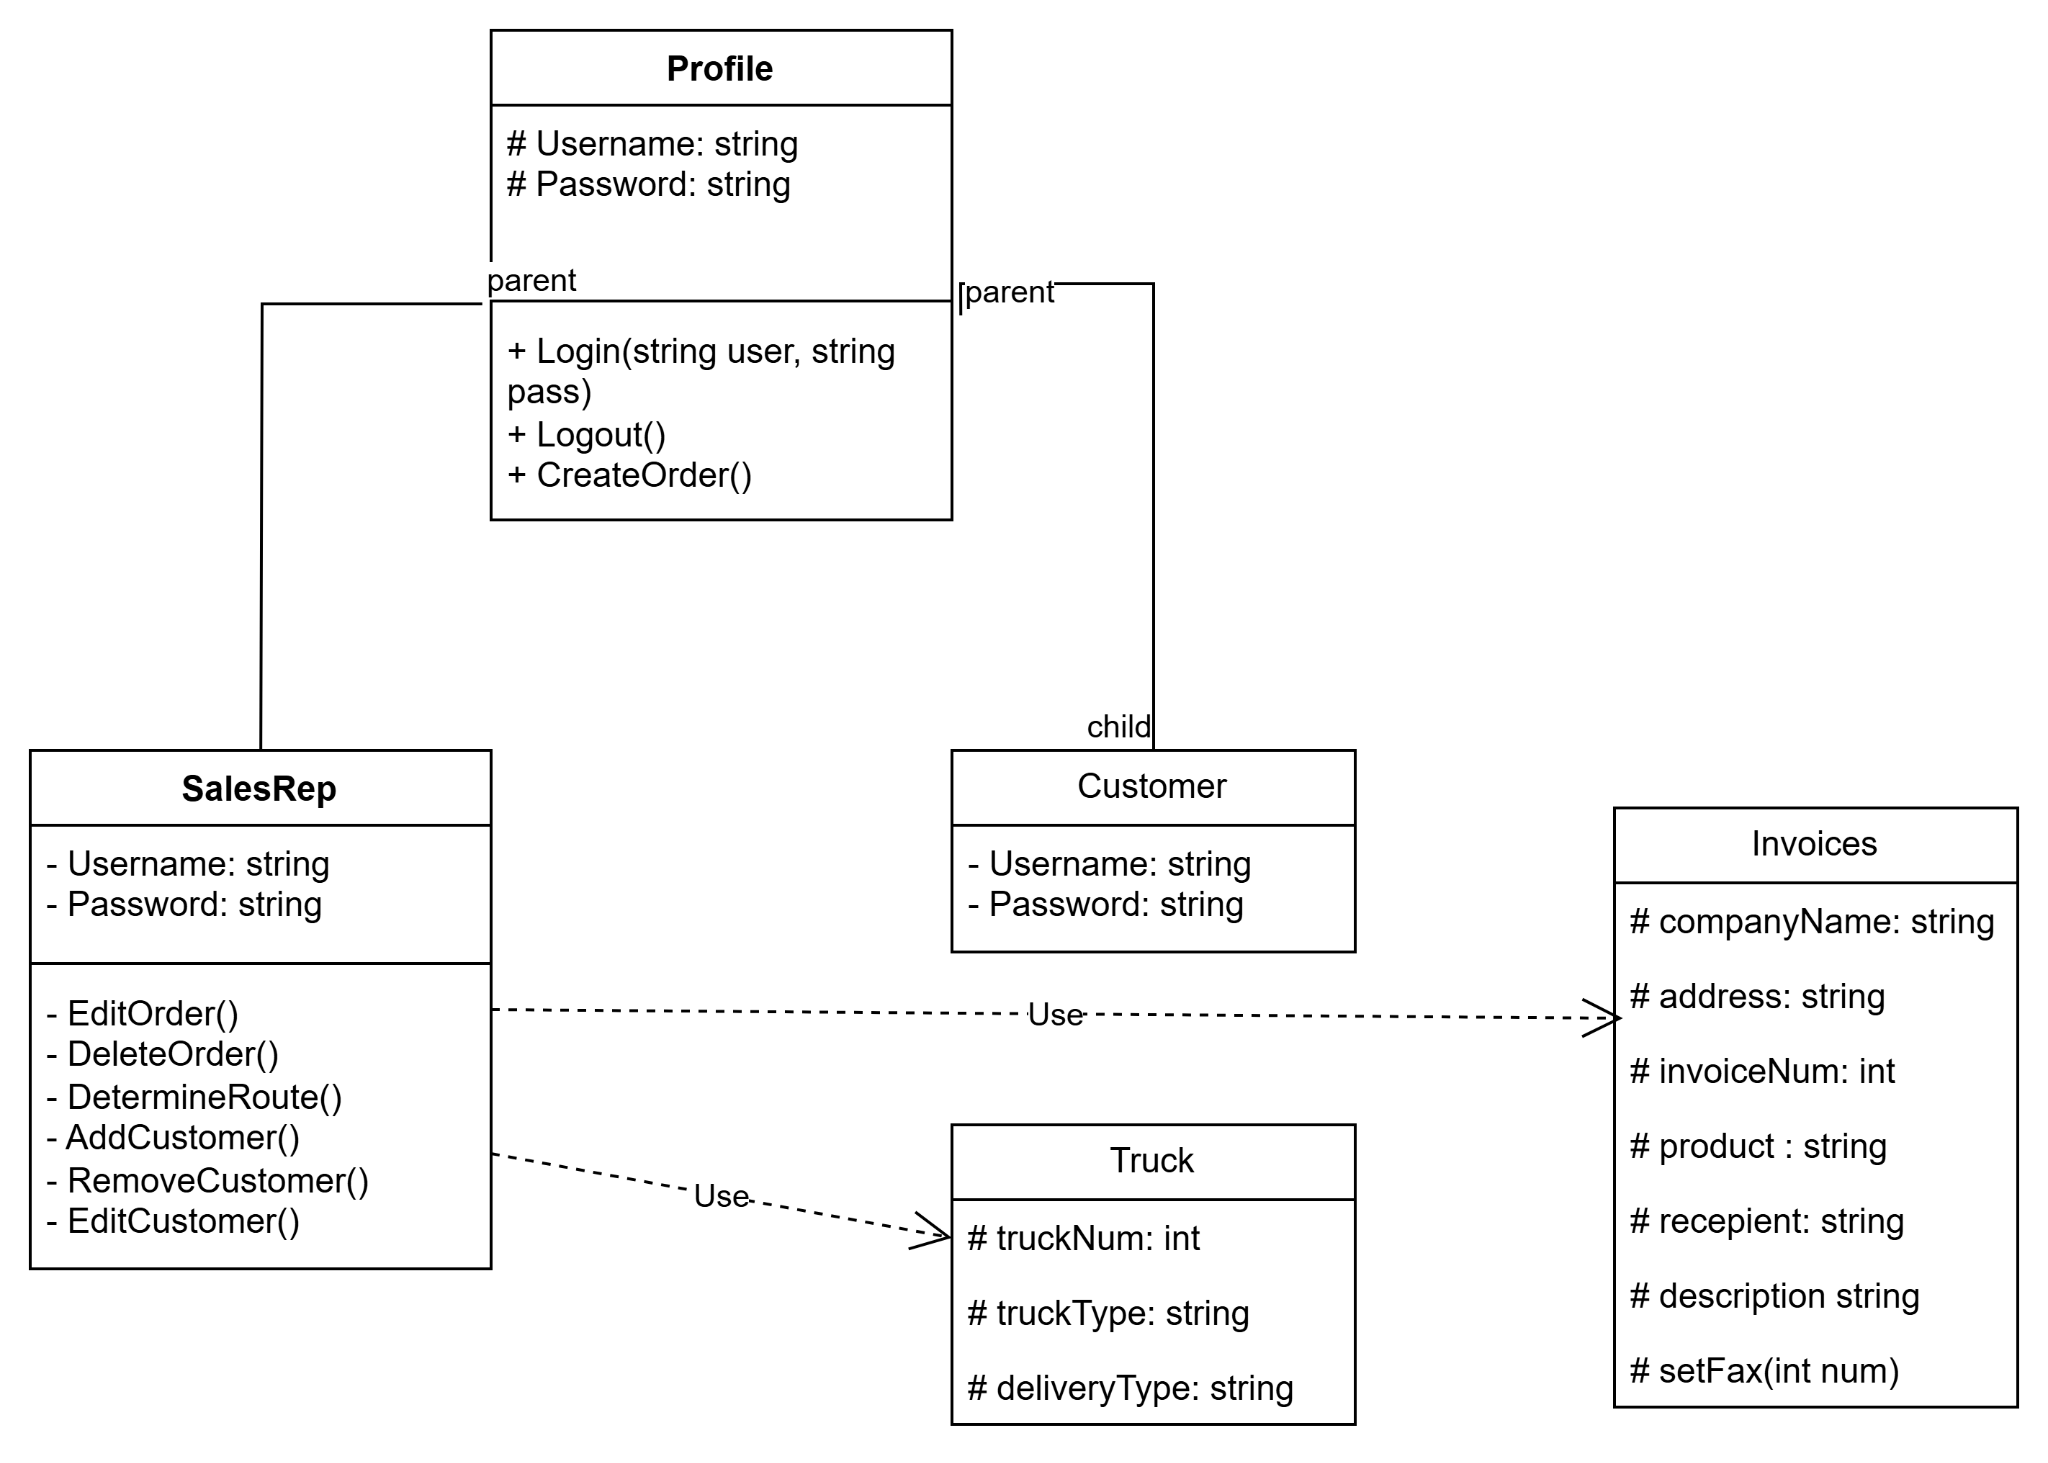 Profile
# Username: string
# Password: string
parent
parent
+ Login(string user, string
pass)
+ Logout()
+ CreateOrder()
child
SalesRep
- Username: string
- Password: string
- EditOrder()
- DeleteOrder()
- DetermineRoute()
- AddCustomer()
- RemoveCustomer()
- EditCustomer()
Customer
- Username: string
- Password: string
Use
Use
Truck
# truckNum: int
# truckType: string
# deliveryType: string
Invoices
# companyName: string
# address: string
# invoiceNum: int
# product : string
# recepient: string
# description string
# setFax(int num)